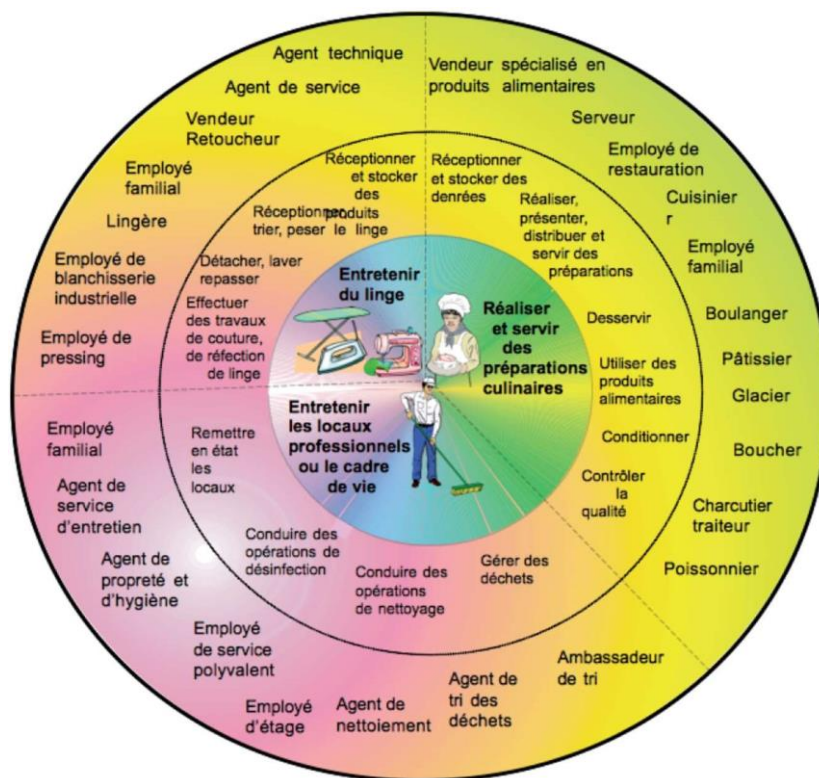 Agent technique
Agent de service
Vendeur
Retoucheur
Employé
familial
Lingère
Employé de
blanchisserie
industrielle
Employé de
pressing
Vendeur spécialisé en
produits alimentaires
Serveur
Employé de
restauration
Cuisinier
r
Employé
familial
Boulanger
Pâtissier
Glacier
Boucher
Charcutier
traiteur
Poissonnier
Réceptionner
et stocker
des
produits
Réceptionner,
trier, peser le linge
Détacher, laver
repasser
Effectuer
des travaux
de couture,
de réfection
de linge
Réceptionner
et stocker des
denrées
Réaliser,
présenter,
distribuer et
servir des
préparations
Desservir
Utiliser des
produits
alimentaires
Conditionner
Contrôler
la
qualité
Entretenir
du linge
Réaliser
et servir
des
préparations
culinaires
Entretenir
les locaux
professionnels
ou le cadre
de vie
Remettre
en état
les
locaux
Conduire des
opérations de
désinfection
Conduire des
opérations
de nettoyage
Gérer des
déchets
Employé
familial
Agent de
service
d'entretien
Agent de
propreté et
d'hygiène
Employé
de service
polyvalent
Employé
d'étage
Agent de
nettoiement
Agent de
tri des
déchets
Ambassadeur
de tri